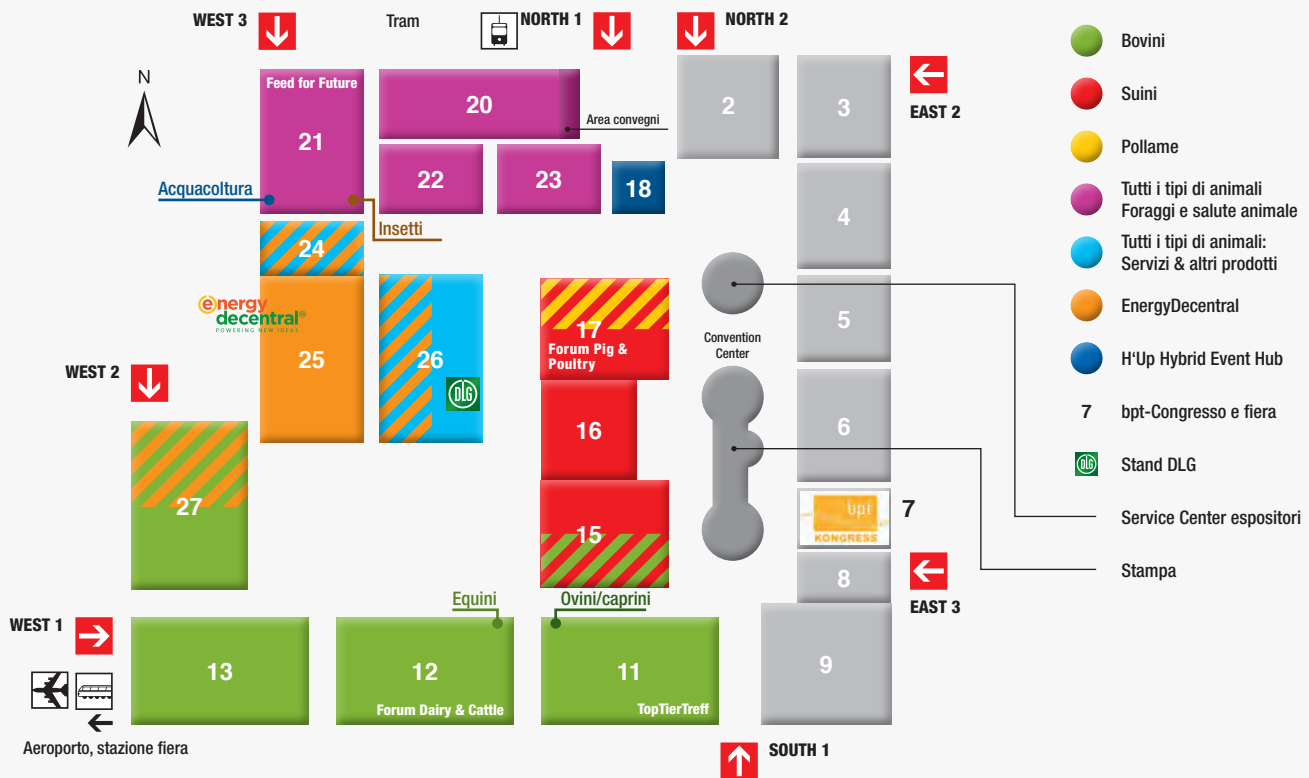 WEST 3
Tram
NORTH 1
NORTH 2
N
Feed for Future
21
20
Area convegni
22
23
18
2
3
EAST 2
4
Acquacoltura
Insetti
24
energy
decentral®
POWERING NEW IDEAS
25
26
DLG
17
Forum Pig &
Poultry
16
15
Convention
Center
5
6
bpt
KONGRESS
7
8
EAST 3
9
WEST 2
27
WEST 1
13
Equini
12
Forum Dairy & Cattle
Ovini/caprini
11
TopTierTreff
Aeroporto, stazione fiera
SOUTH 1
Bovini
Suini
Pollame
Tutti i tipi di animali
Foraggi e salute animale
Tutti i tipi di animali:
Servizi & altri prodotti
EnergyDecentral
H'Up Hybrid Event Hub
7 bpt-Congresso e fiera
DLG Stand DLG
Service Center espositori
Stampa